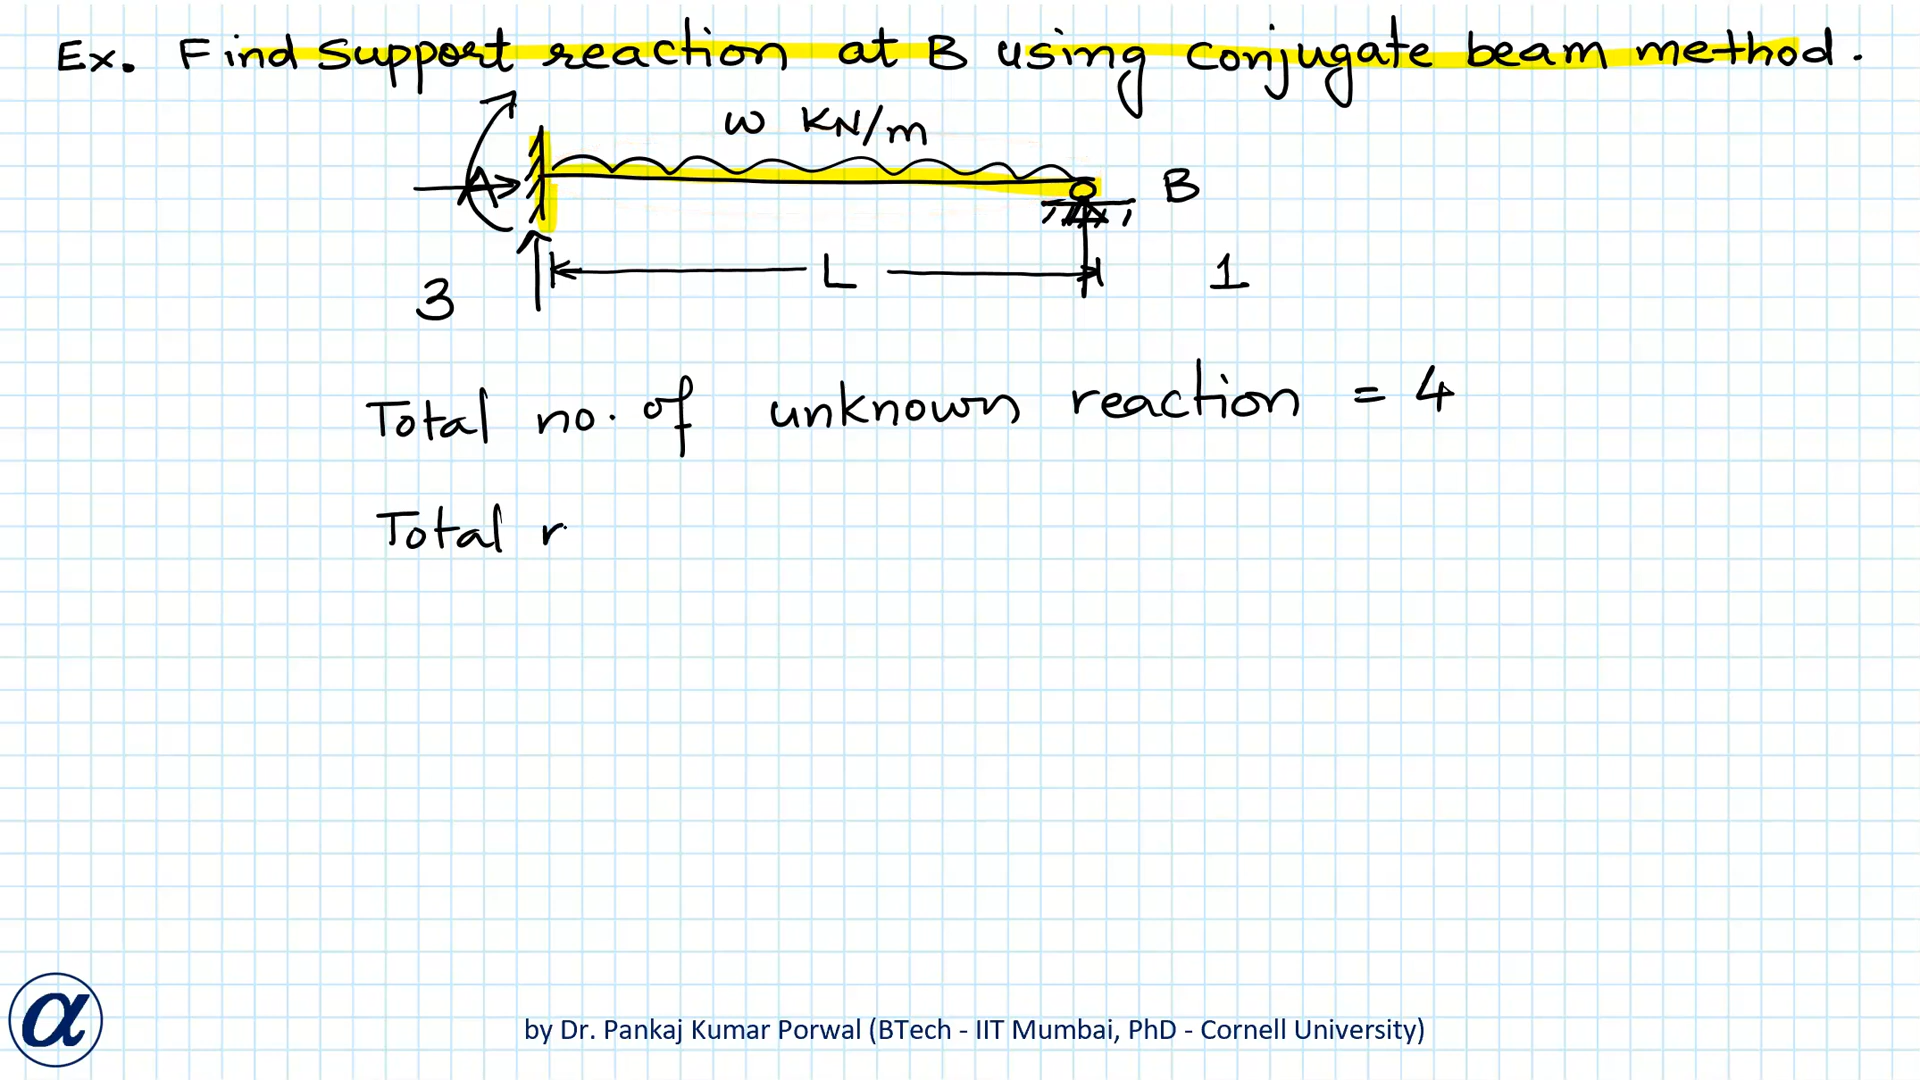 Ex. Find support reaction at B using conjugate beam method.
w KN/m
A
B
L
3
1
Total no. of unknown reaction = 4
Total r
α
by Dr. Pankaj Kumar Porwal (BTech - IIT Mumbai, PhD - Cornell University)